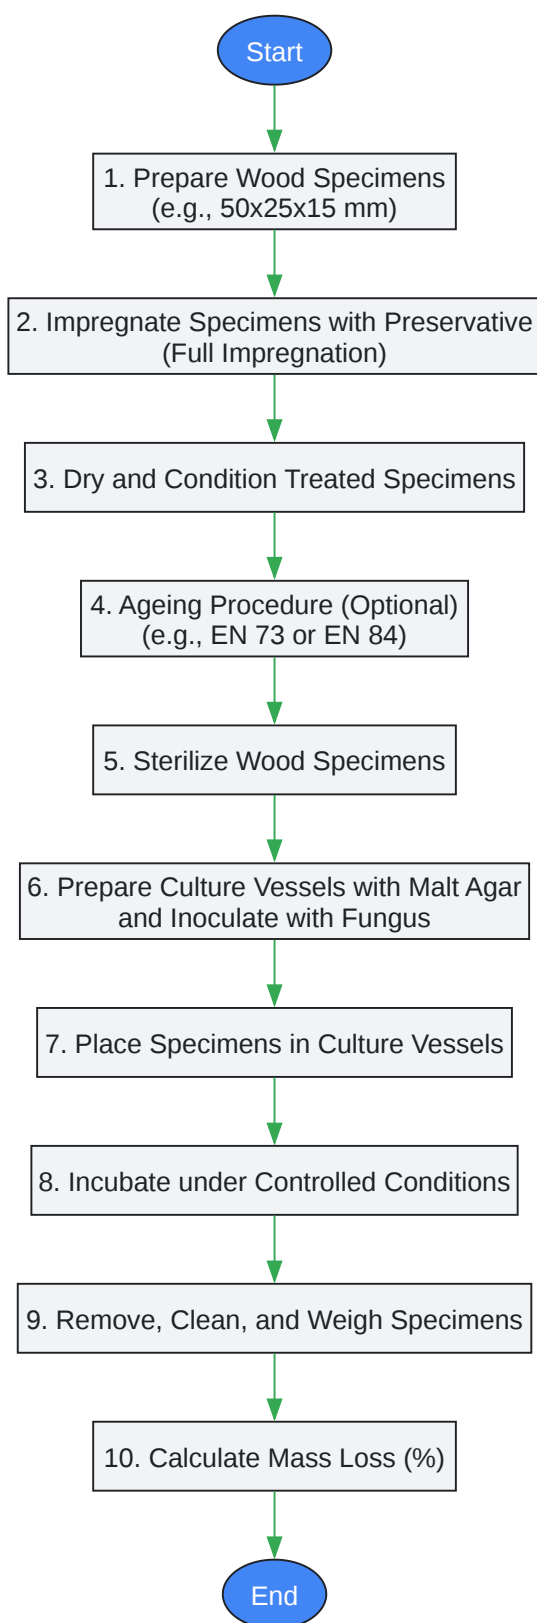 Start
1. Prepare Wood Specimens
(e.g., 50x25x15 mm)
2. Impregnate Specimens with Preservative
(Full Impregnation)
3. Dry and Condition Treated Specimens
4. Ageing Procedure (Optional)
(e.g., EN 73 or EN 84)
5. Sterilize Wood Specimens
6. Prepare Culture Vessels with Malt Agar
and Inoculate with Fungus
7. Place Specimens in Culture Vessels
8. Incubate under Controlled Conditions
9. Remove, Clean, and Weigh Specimens
10. Calculate Mass Loss (%)
End